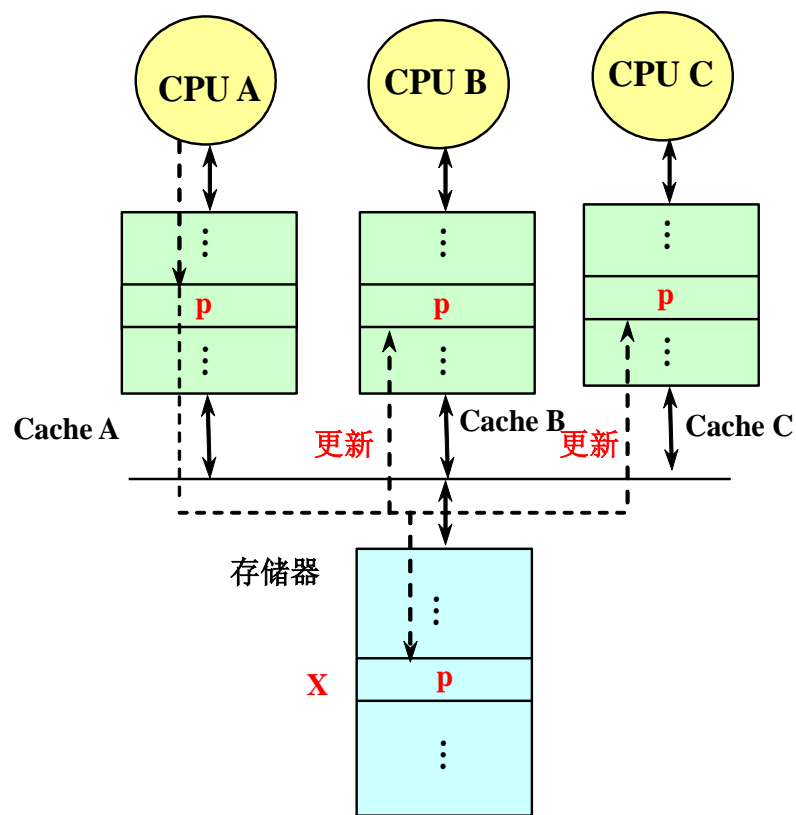 CPU A
CPU B
CPU C
⋮
⋮
⋮
p
p
p
⋮
⋮
⋮
Cache A
更新
Cache B
更新
Cache C
存储器
⋮
X
p
⋮